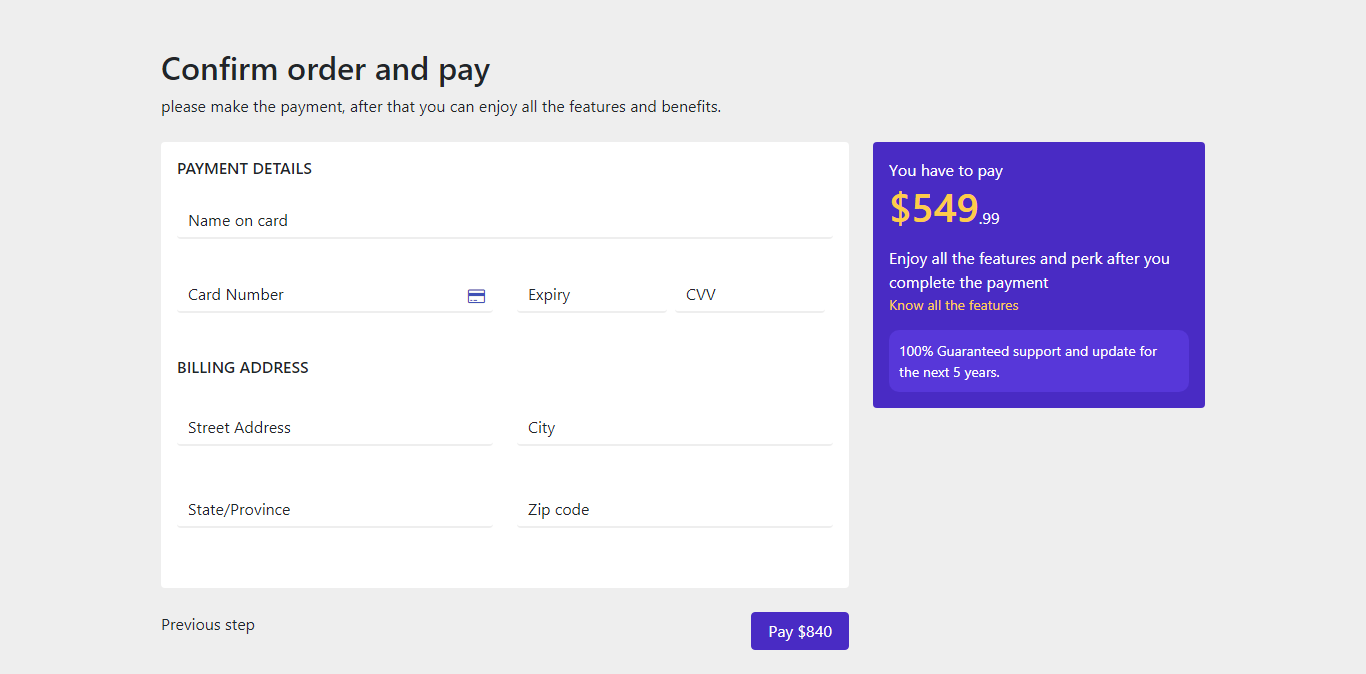 Confirm order and pay
please make the payment, after that you can enjoy all the features and benefits.
PAYMENT DETAILS
Name on card
Card Number
Expiry
CVV
BILLING ADDRESS
Street Address
City
State/Province
Zip code
Previous step
Pay $840
You have to pay
$549.99
Enjoy all the features and perk after you
complete the payment
Know all the features
100% Guaranteed support and update for
the next 5 years.